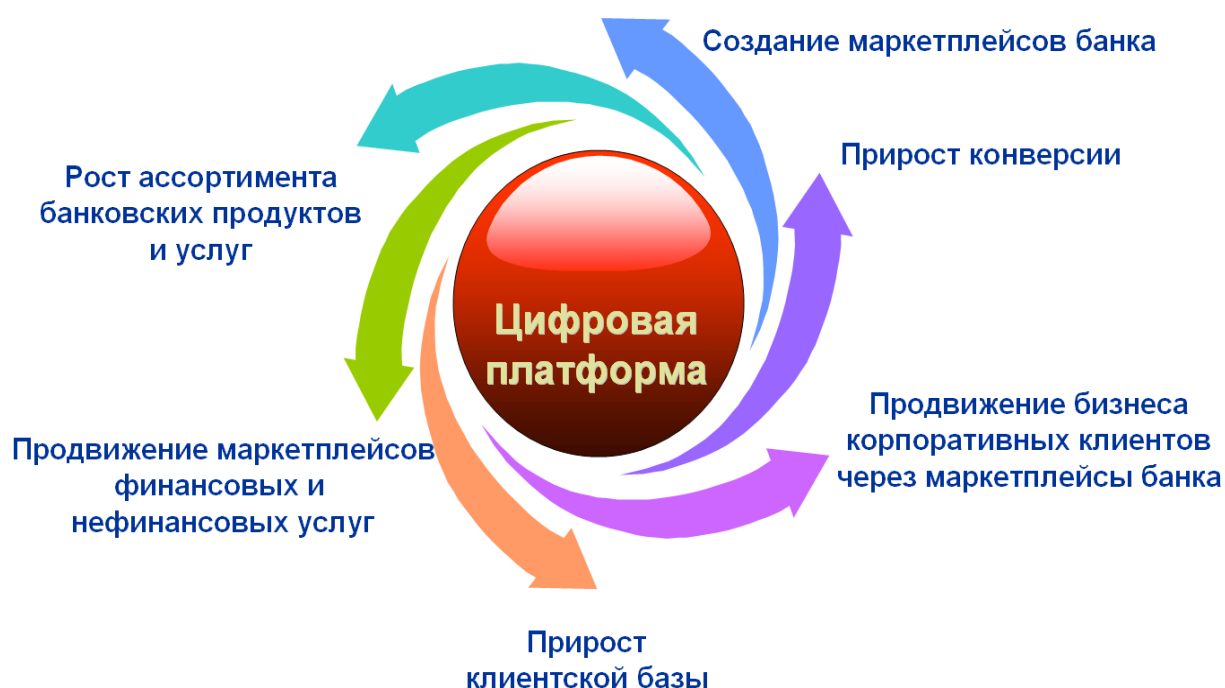 Создание маркетплейсов банка
Прирост конверсии
Рост ассортимента
банковских продуктов
и услуг
Цифровая
платформа
Продвижение бизнеса
корпоративных клиентов
через маркетплейсы банка
Продвижение маркетплейсов
финансовых и
нефинансовых услуг
Прирост
клиентской базы